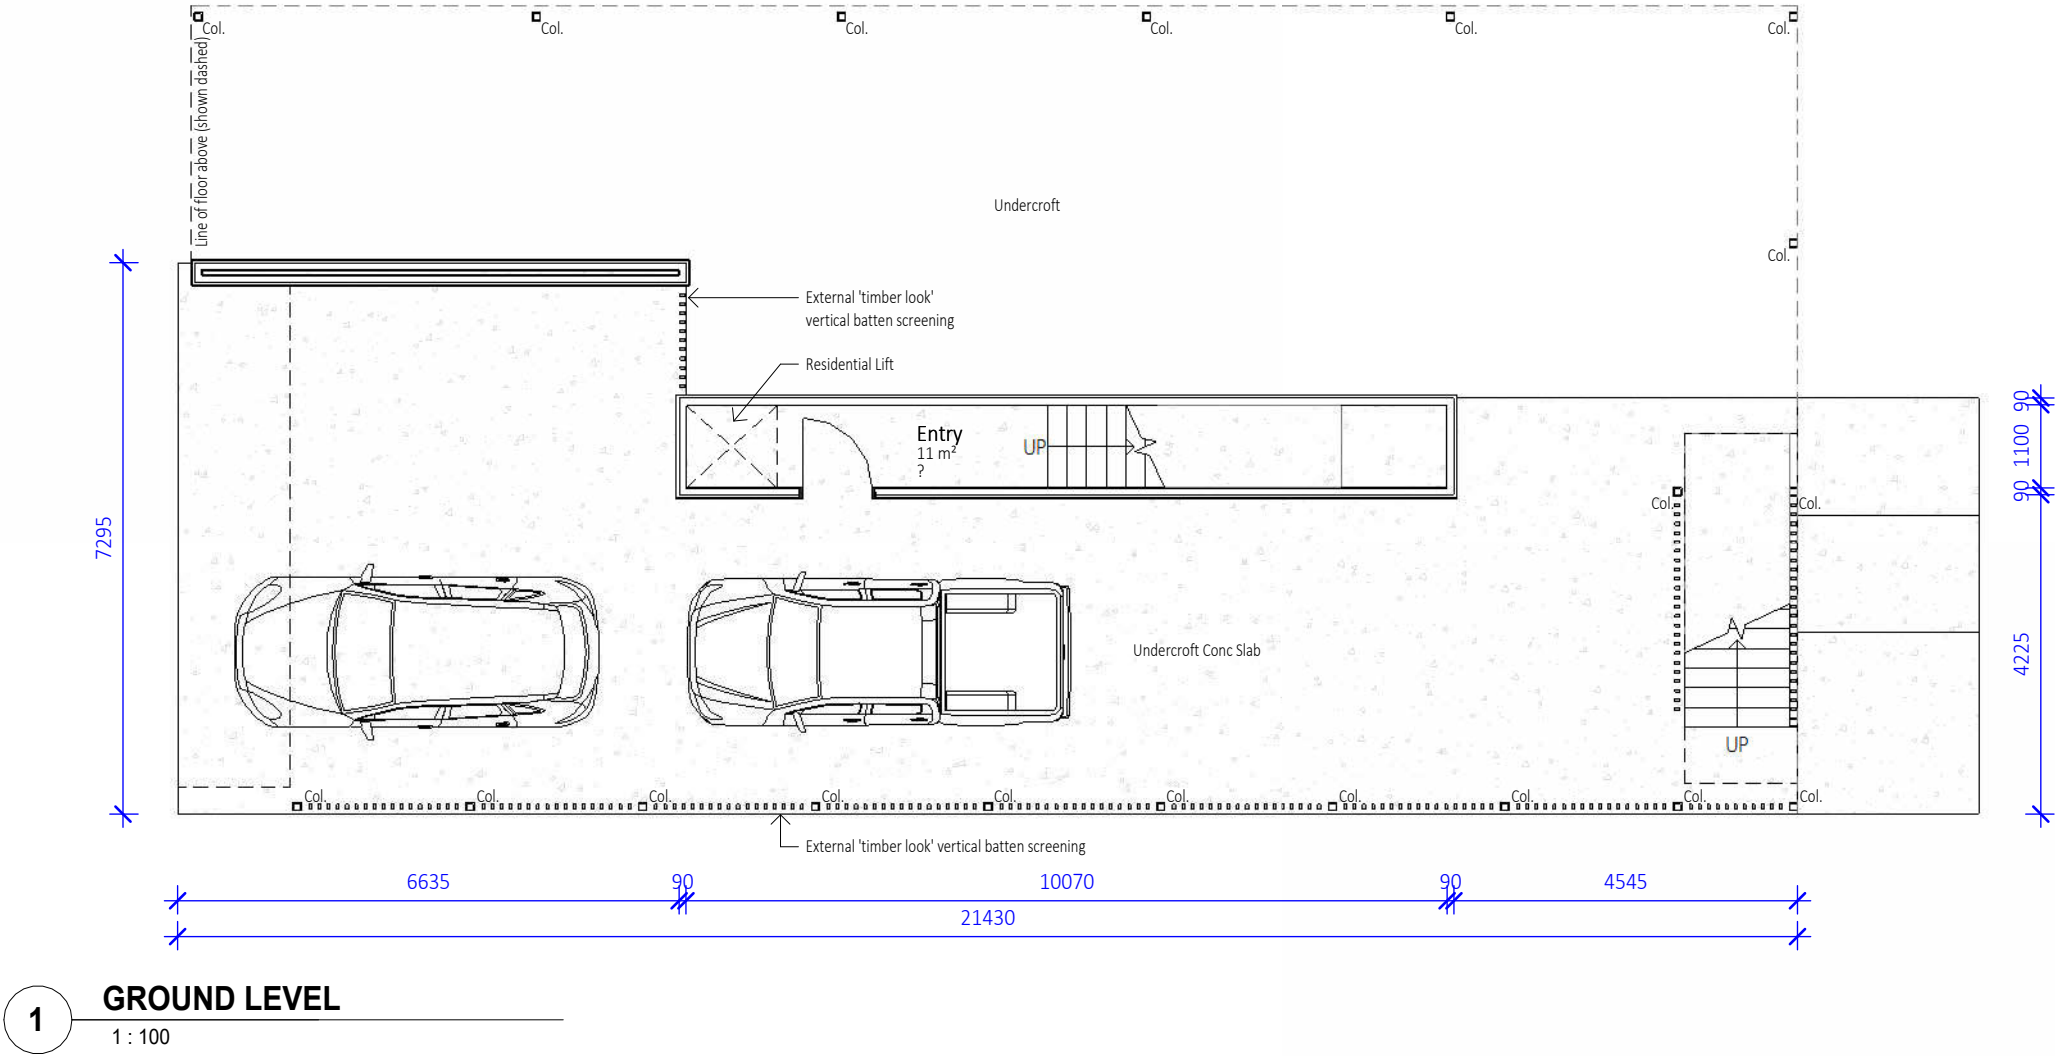 Col.
Col.
Col.
Col.
Col.
Col.
Line of floor above (shown dashed)
Undercroft
Col.
External 'timber look'
vertical batten screening
Residential Lift
Entry
11 m²
?
UP
90
1100
90
Col.
Col.
7295
4225
Undercroft Conc Slab
UP
Col.
Col.
Col.
Col.
Col.
Col.
Col.
Col.
Col.
Col.
External 'timber look' vertical batten screening
6635
90
10070
90
4545
21430
1
GROUND LEVEL
1 : 100